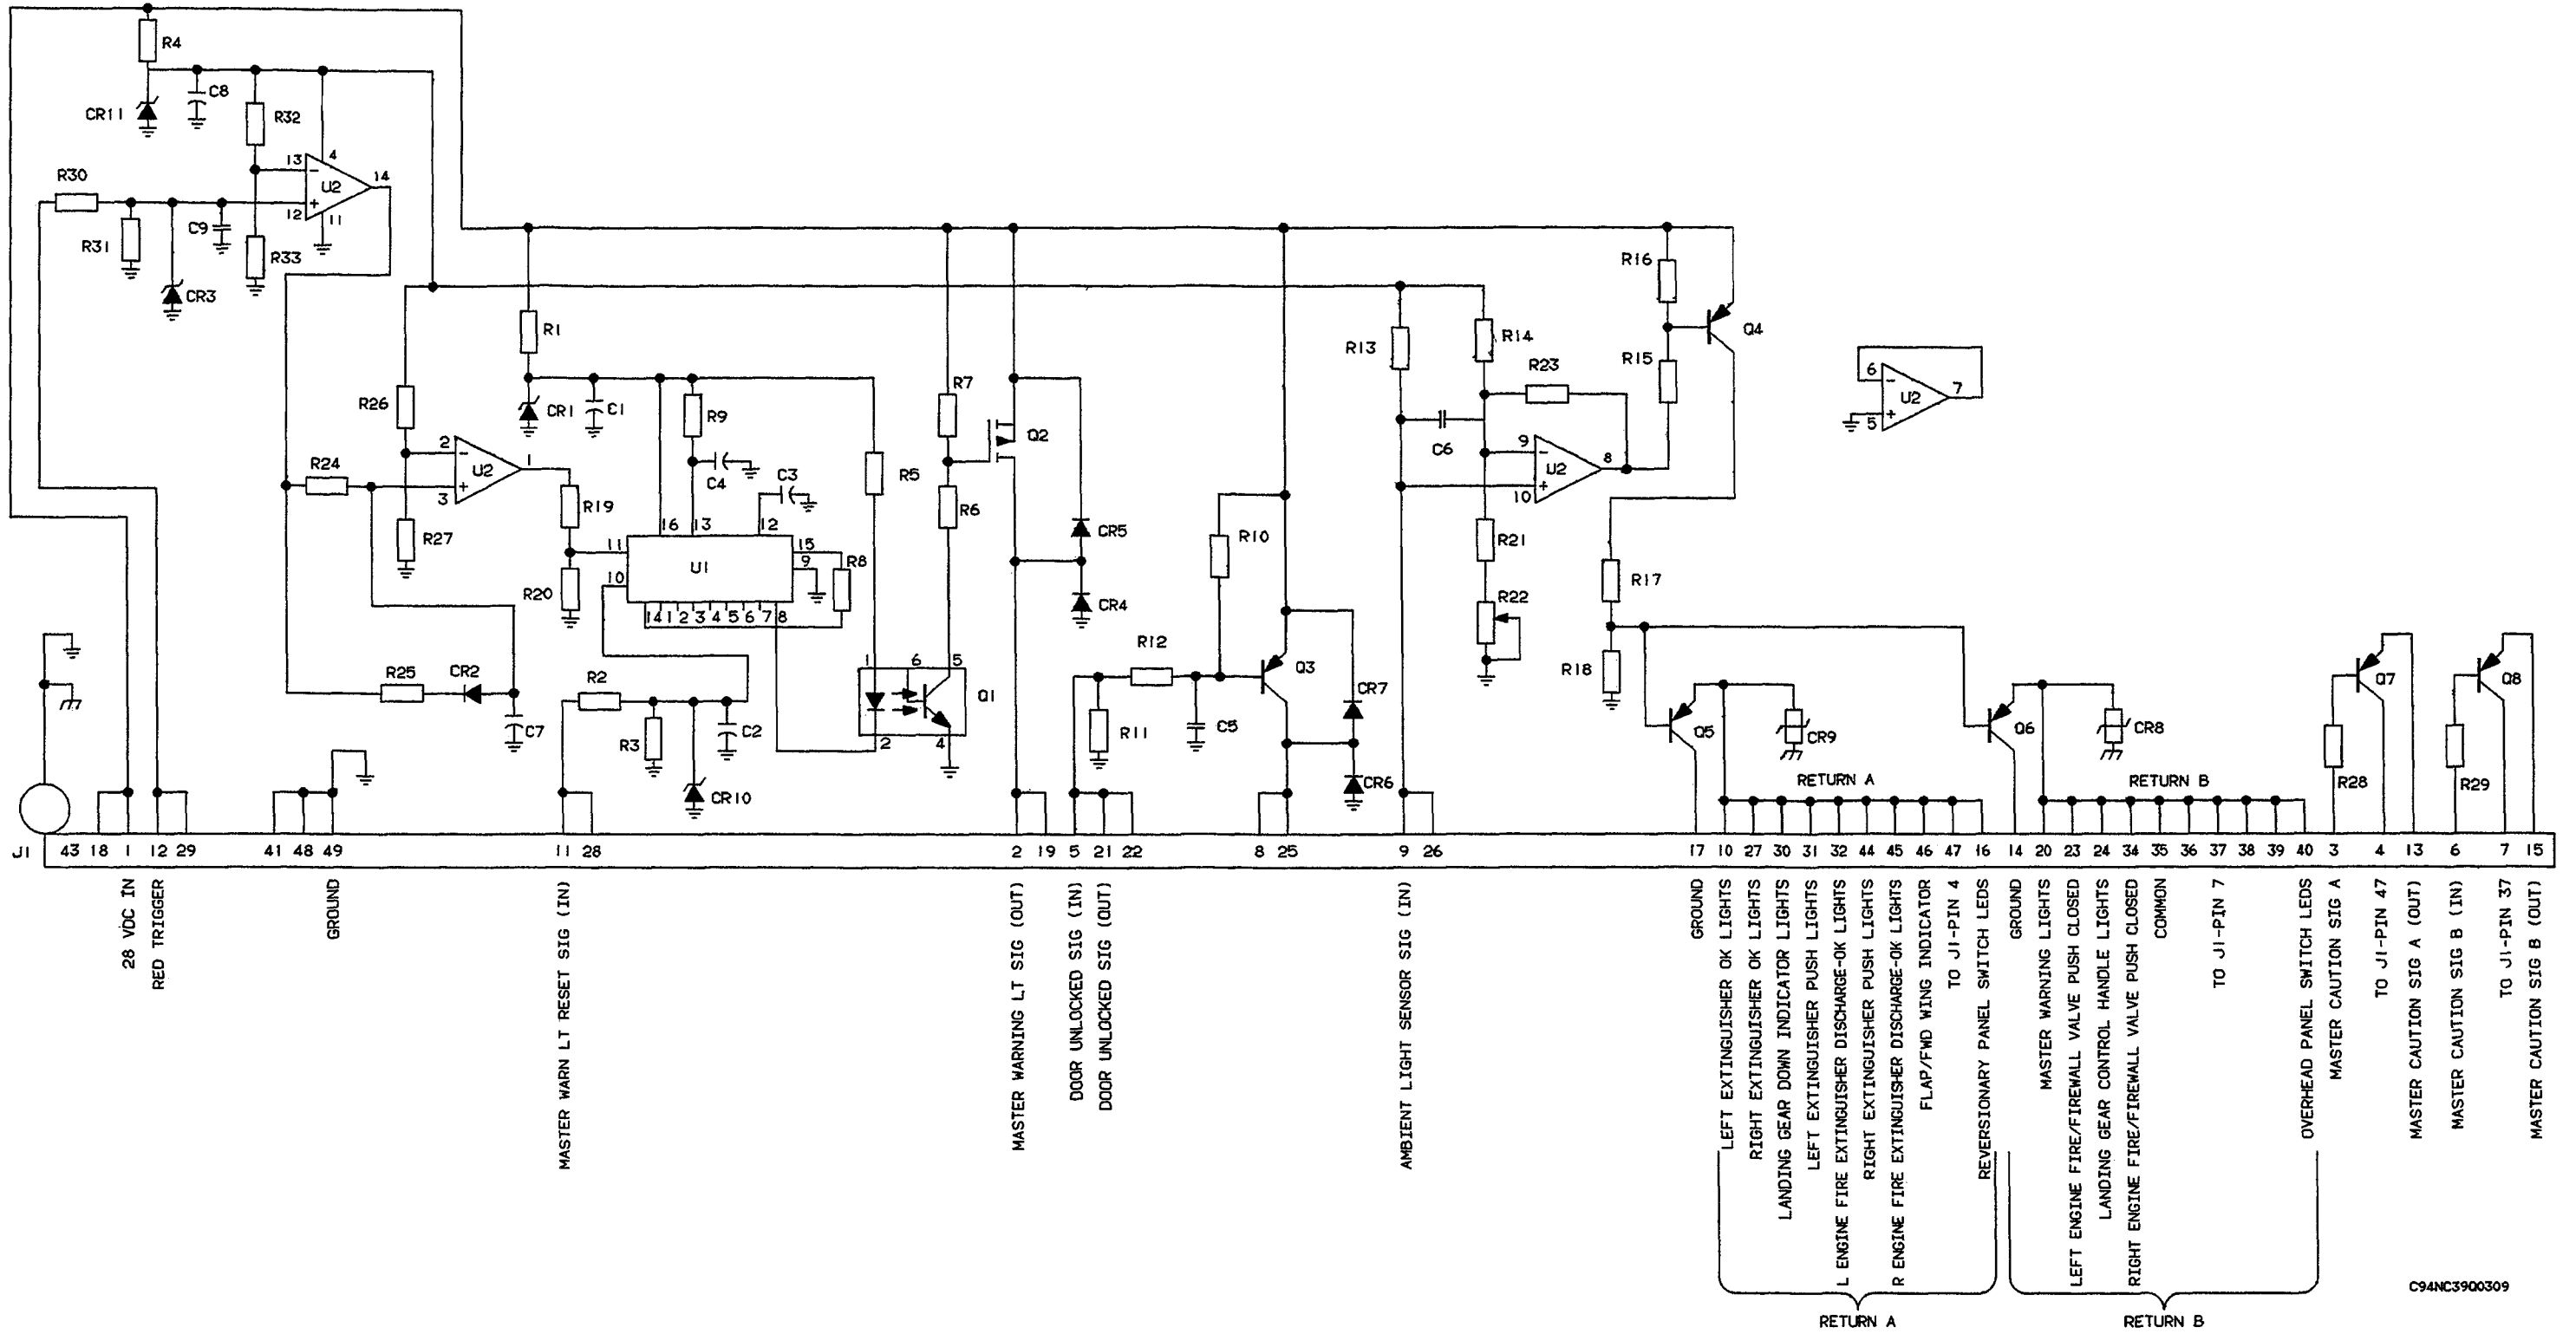 R4
C8
CR11
R32
13
4
-
U2
14
R30
+
12
11
R31
C9
R33
CR3
R16
Q4
R1
R13
R14
R15
R23
6
-
7
U2
+
5
R26
CR1
C1
R9
R7
Q2
C6
2
-
1
U2
+
3
R24
C4
C3
R5
9
-
8
U2
+
10
R19
R6
R27
16
13
12
CR5
R10
R21
11
15
9
R8
U1
10
R20
14 1 2 3 4 5 6 7 8
CR4
R22
R17
R12
1
6
5
Q3
R18
R25
CR2
R2
Q1
CR7
Q7
Q8
C7
R3
C2
2
4
R11
C5
Q5
CR9
Q6
CR8
CR10
CR6
RETURN A
RETURN B
R28
R29
J1
43 18 1 12 29 41 48 49 11 28 2 19 5 21 22 8 25 9 26 17 10 27 30 31 32 44 45 46 47 16 14 20 23 24 34 35 36 37 38 39 40 3 4 13 6 7 15
28 VDC IN
RED TRIGGER
GROUND
MASTER WARN LT RESET SIG (IN)
MASTER WARNING LT SIG (OUT)
DOOR UNLOCKED SIG (IN)
DOOR UNLOCKED SIG (OUT)
AMBIENT LIGHT SENSOR SIG (IN)
GROUND
LEFT EXTINGUISHER OK LIGHTS
RIGHT EXTINGUISHER OK LIGHTS
LANDING GEAR DOWN INDICATOR LIGHTS
LEFT EXTINGUISHER PUSH LIGHTS
L ENGINE FIRE EXTINGUISHER DISCHARGE-OK LIGHTS
RIGHT EXTINGUISHER PUSH LIGHTS
R ENGINE FIRE EXTINGUISHER DISCHARGE-OK LIGHTS
FLAP/FWD WING INDICATOR
TO J1-PIN 4
REVERSIONARY PANEL SWITCH LEDS
GROUND
MASTER WARNING LIGHTS
LEFT ENGINE FIRE/FIREWALL VALVE PUSH CLOSED
LANDING GEAR CONTROL HANDLE LIGHTS
RIGHT ENGINE FIRE/FIREWALL VALVE PUSH CLOSED
COMMON
TO J1-PIN 7
OVERHEAD PANEL SWITCH LEDS
MASTER CAUTION SIG A
TO J1-PIN 47
MASTER CAUTION SIG A (OUT)
MASTER CAUTION SIG B (IN)
TO J1-PIN 37
MASTER CAUTION SIG B (OUT)
C94NC39Q0309
RETURN A
RETURN B